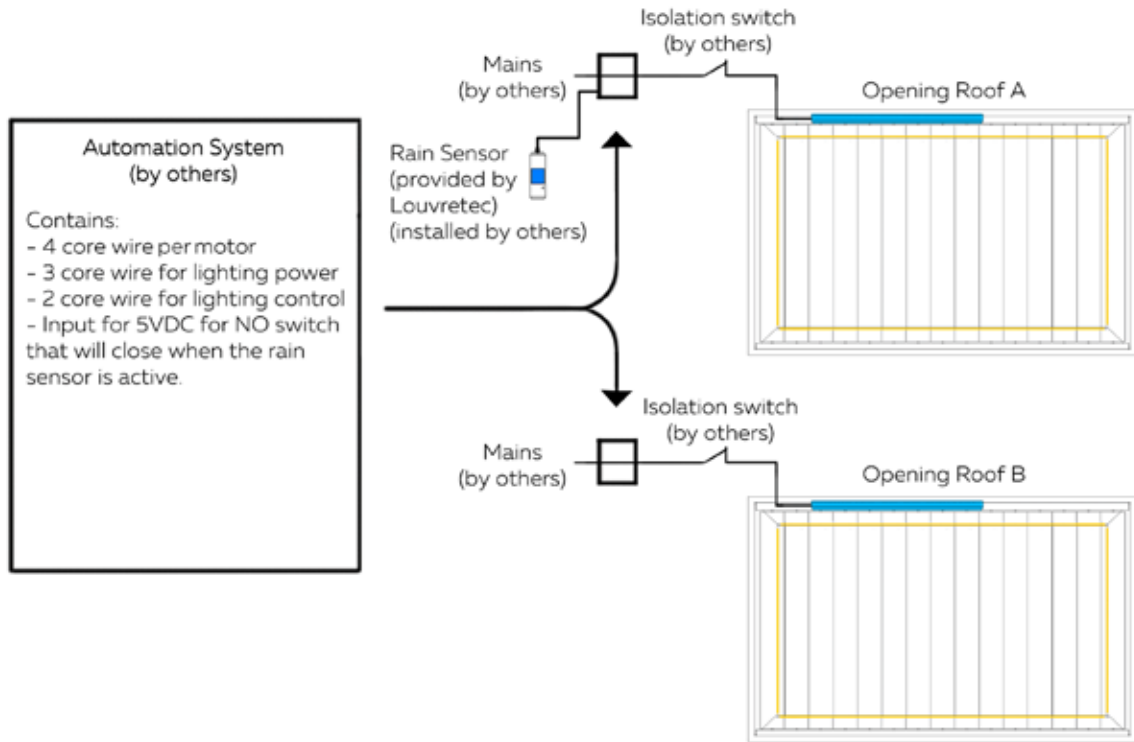 Automation System
(by others)
Contains:
- 4 core wire per motor
- 3 core wire for lighting power
- 2 core wire for lighting control
- Input for 5VDC for NO switch
that will close when the rain
sensor is active.
Mains
(by others)
Isolation switch
(by others)
Rain Sensor
(provided by
Louvretec)
(installed by others)
Opening Roof A
Mains
(by others)
Isolation switch
(by others)
Opening Roof B